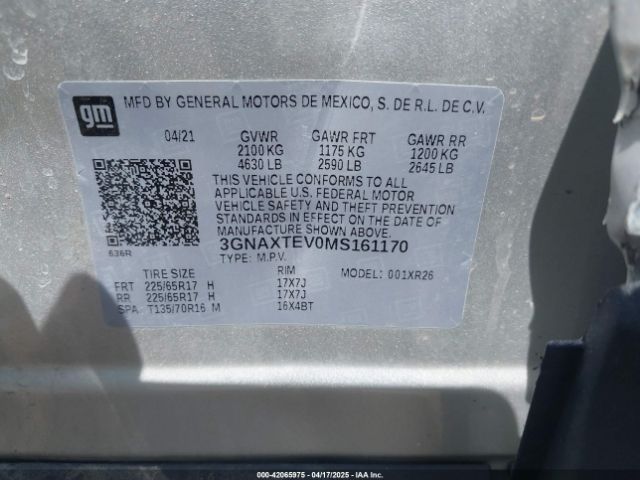 gm
MFD BY GENERAL MOTORS DE MEXICO, S. DE R.L. DE C.V.
04/21 GVWR GAWR FRT GAWR RR
2100 KG 1175 KG 1200 KG
4630 LB 2590 LB 2645 LB
THIS VEHICLE CONFORMS TO ALL
APPLICABLE U.S. FEDERAL MOTOR
VEHICLE SAFETY AND THEFT PREVENTION
STANDARDS IN EFFECT ON THE DATE OF
MANUFACTURE SHOWN ABOVE.
636R 3GNAXTEV0MS161170
TYPE: M.P.V. MODEL: 001XR26
TIRE SIZE RIM
FRT 225/65R17 H 17X7J
RR 225/65R17 H 17X7J
SPA T135/70R16 M 16X4BT
000-42065975 - 04/17/2025 - IAAI.COM